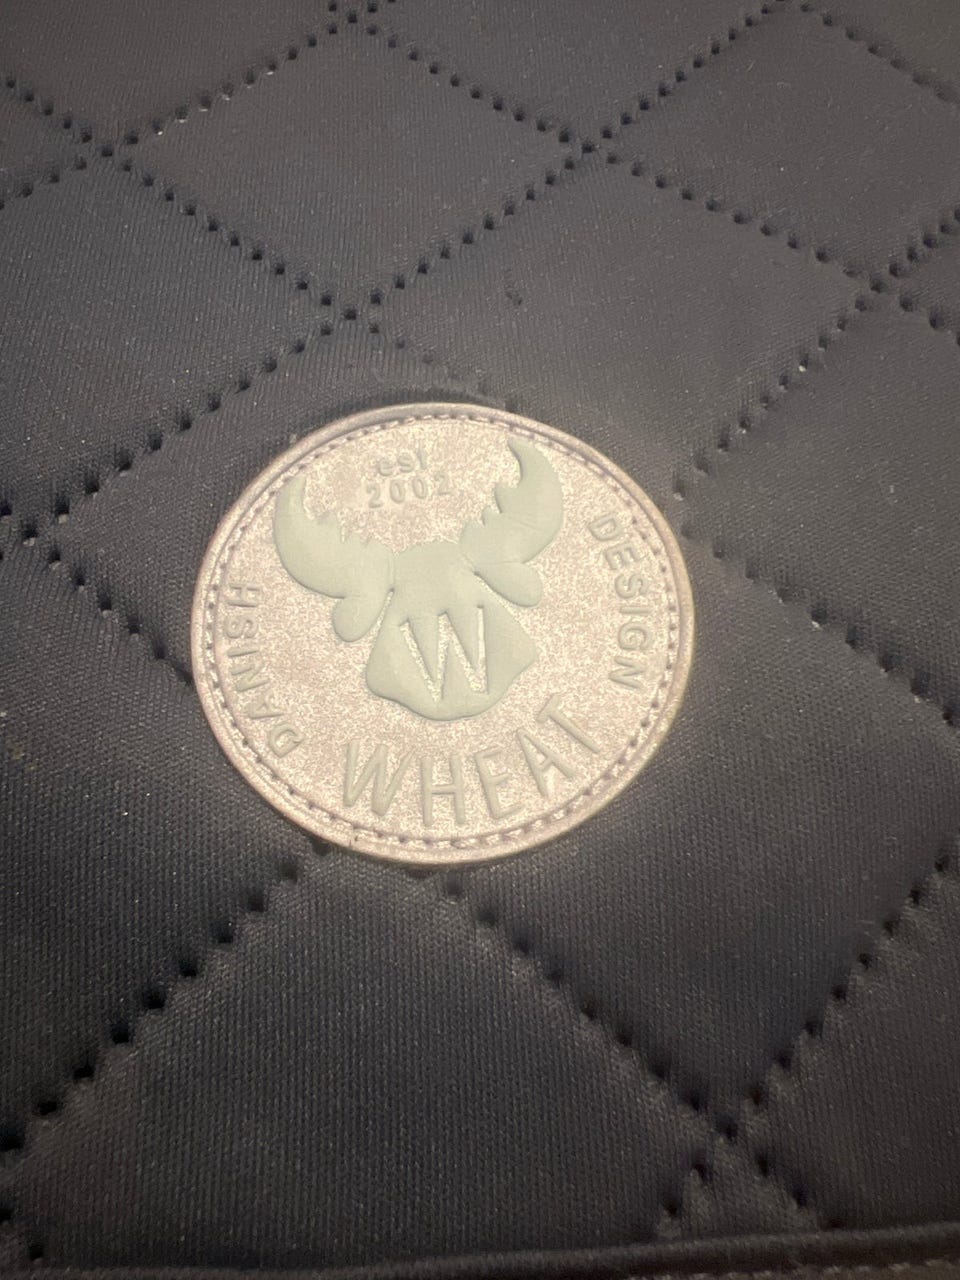 est
2002
W
DANISH
DESIGN
WHEAT